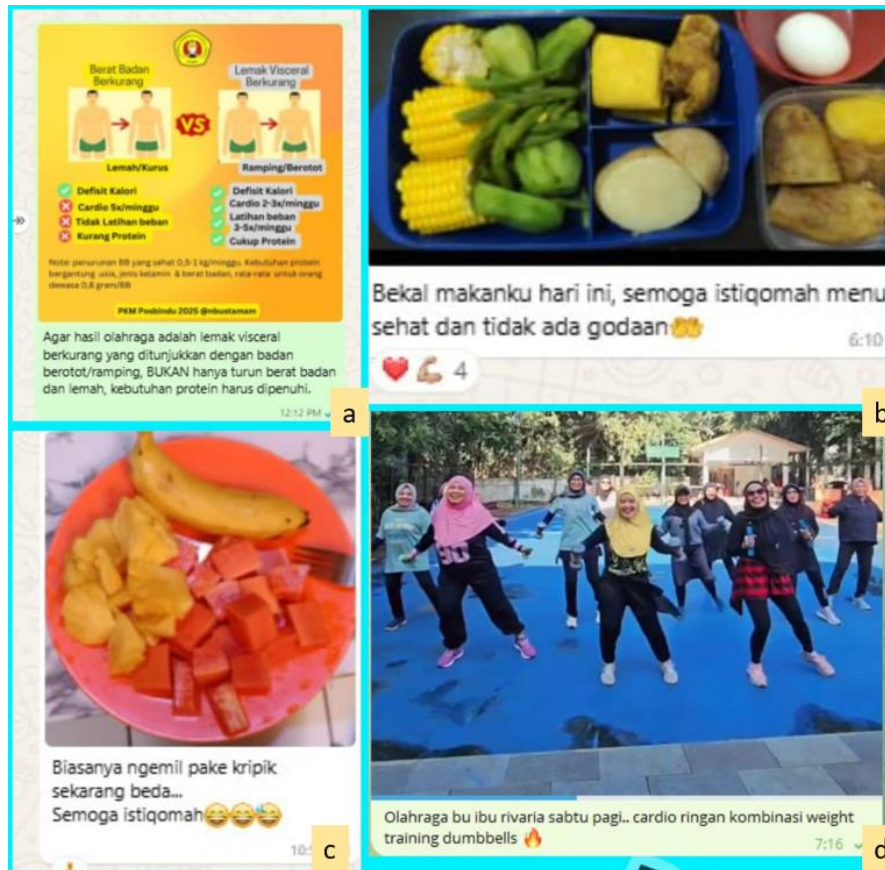 Berat Badan
Berkurang
Lemak Visceral
Berkurang
VS
Lemah/Kurus
Ramping/Berotot
Defisit Kalori
Cardio 5x/minggu
Tidak Latihan beban
Kurang Protein
Defisit Kalori
Cardio 2-3x/minggu
Latihan beban
3-5x/minggu
Cukup Protein
Note: penurunan BB yang sehat 0,5-1 kg/minggu. Kebutuhan protein
bergantung usia, jenis kelamin & berat badan, rata-rata untuk orang
dewasa 0,8 gram/BB
PKM Posbindu 2025 @nbustamam
Agar hasil olahraga adalah lemak visceral
berkurang yang ditunjukkan dengan badan
berotot/ramping, BUKAN hanya turun berat badan
dan lemah, kebutuhan protein harus dipenuhi.
12:12 PM
a
Bekal makanku hari ini, semoga istiqomah menu
sehat dan tidak ada godaan🤲
6:10
❤️💪 4
b
Biasanya ngemil pake kripik
sekarang beda...
Semoga istiqomah😂😂😅
c
Olahraga bu ibu rivaria sabtu pagi.. cardio ringan kombinasi weight
training dumbbells 🔥
7:16
d